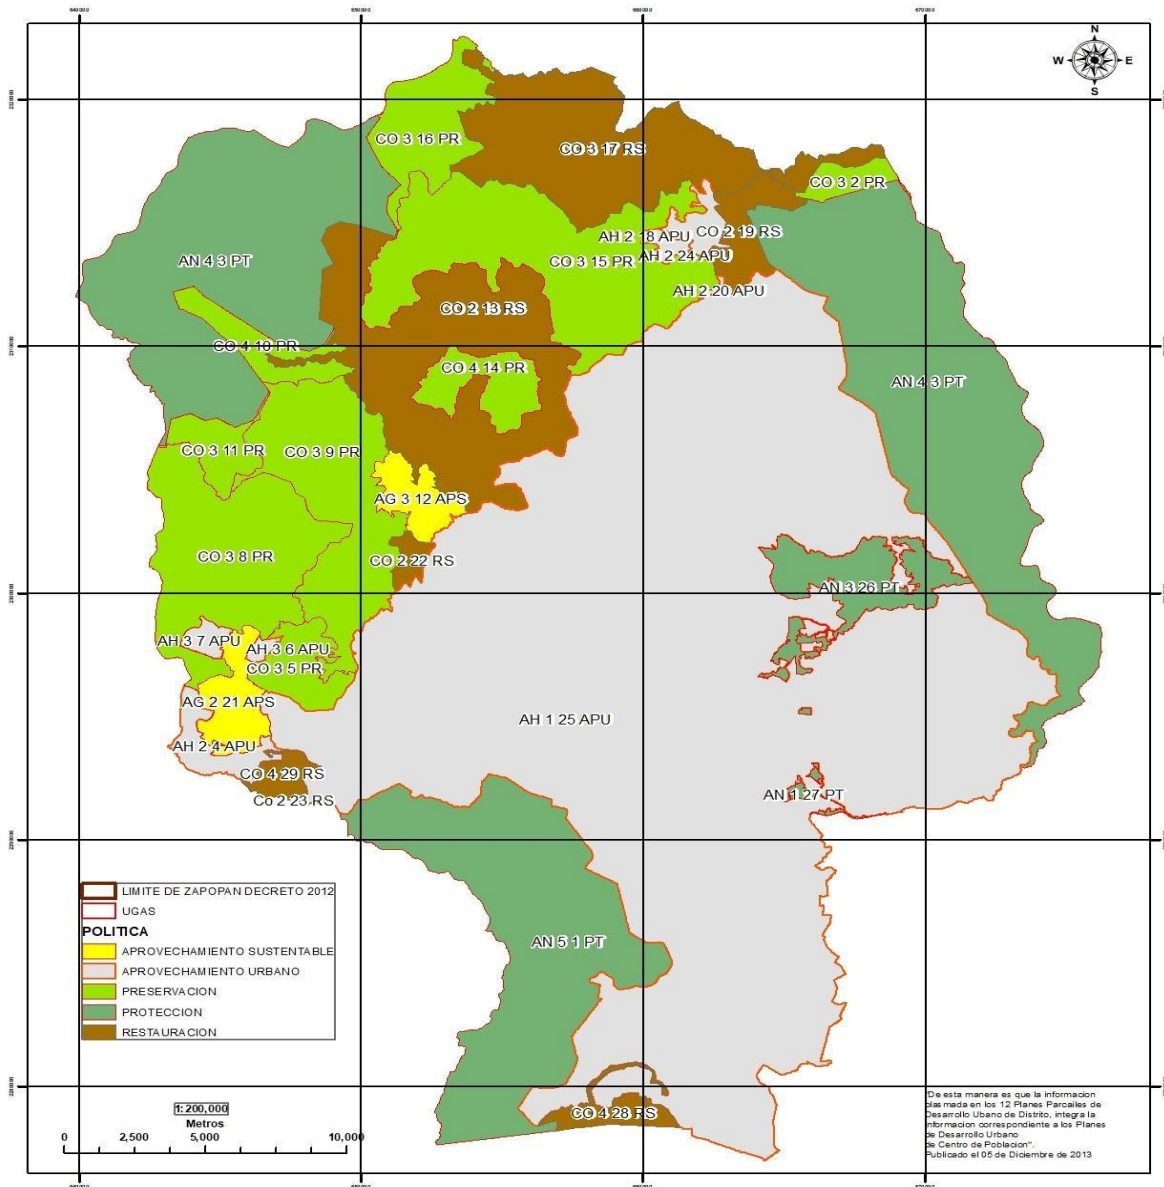 640000
650000
660000
670000
N
W E
S
CO 3 16 PR
CO 3 17 RS
CO 3 2 PR
AH 2 18 APU
CO 2 19 RS
AH 2 24 APU
CO 3 15 PR
AN 4 3 PT
AH 2 20 APU
CO 2 13 RS
CO 4 10 PR
CO 4 14 PR
AN 4 3 PT
CO 3 11 PR
CO 3 9 PR
AG 3 12 APS
CO 3 8 PR
CO 2 22 RS
AN 3 26 PT
AH 3 7 APU
AH 3 6 APU
CO 3 5 PR
AG 2 21 APS
AH 1 25 APU
AH 2 4 APU
CO 4 29 RS
Co 2 23 RS
AN 1 27 PT
AN 5 1 PT
CO 4 28 RS
LIMITE DE ZAPOPAN DECRETO 2012
UGAS
POLITICA
APROVECHAMIENTO SUSTENTABLE
APROVECHAMIENTO URBANO
PRESERVACION
PROTECCION
RESTAURACION
1:200,000
Metros
0 2,500 5,000 10,000
"De esta manera es que la informacion
plasmada en los 12 Planes Parcailes de
Desarrollo Ubano de Distrito, integra la
informacion correspondiente a los Planes
de Desarrollo Urbano
de Centro de Poblacion".
Publicado el 05 de Diciembre de 2013